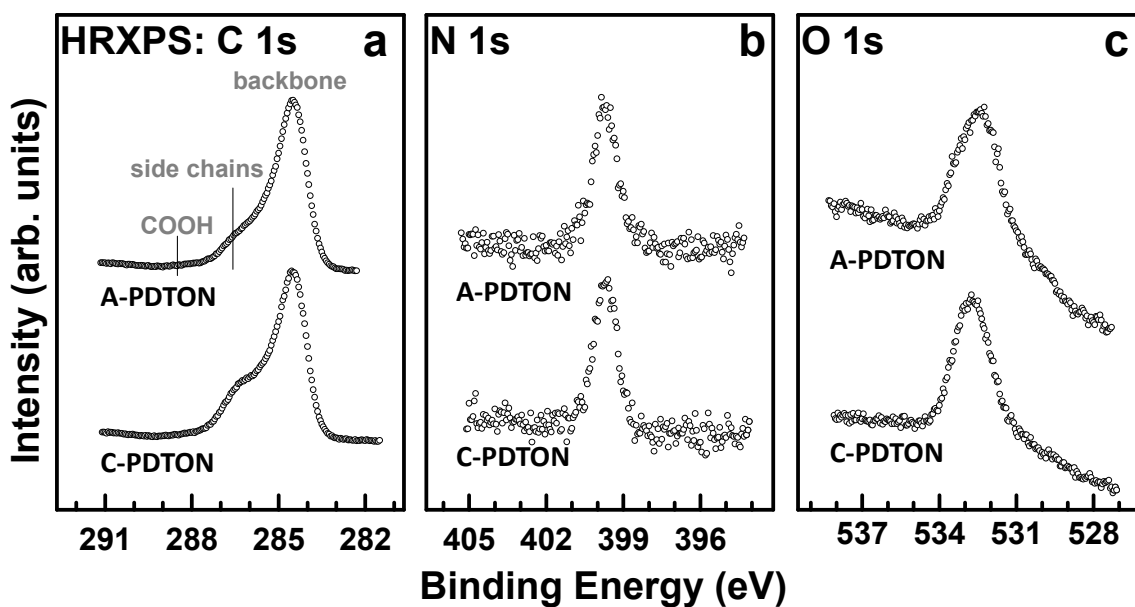 HRXPS: C 1s
a
backbone
side chains
COOH
A-PDTON
C-PDTON
291
288
285
282
N 1s
b
A-PDTON
C-PDTON
405
402
399
396
O 1s
c
A-PDTON
C-PDTON
537
534
531
528
Intensity (arb. units)
Binding Energy (eV)